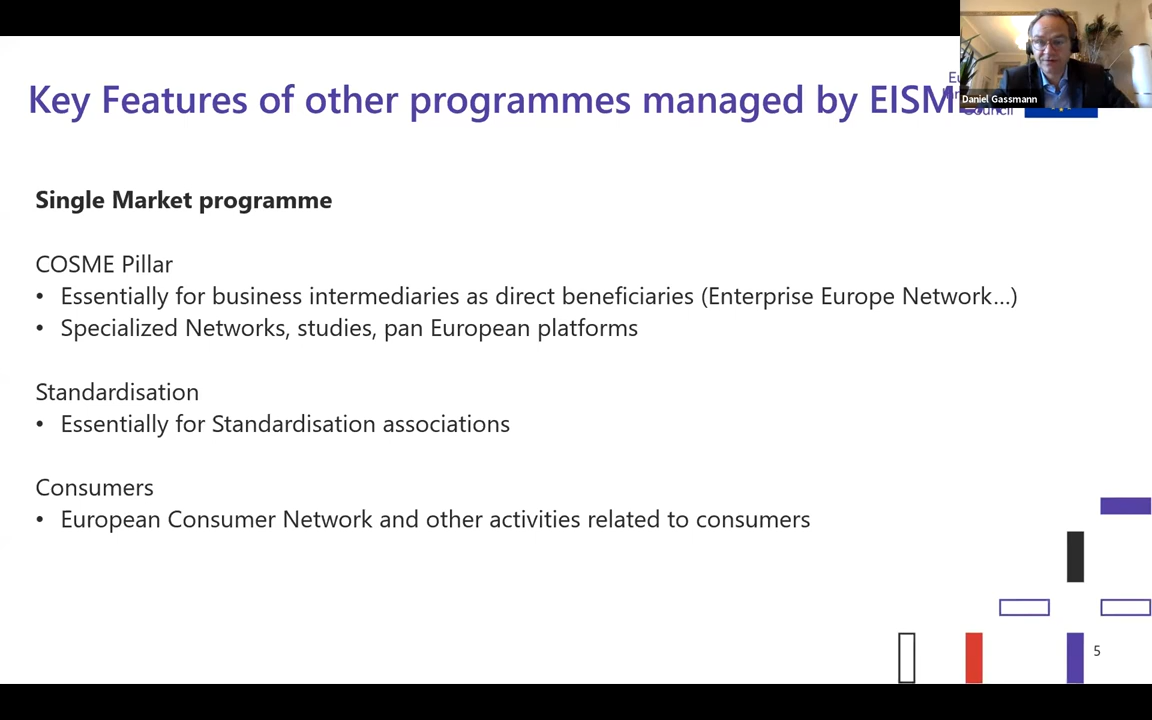 Key Features of other programmes managed by EISM
Eu
Council
Daniel Gassmann
Single Market programme
COSME Pillar
• Essentially for business intermediaries as direct beneficiaries (Enterprise Europe Network...)
• Specialized Networks, studies, pan European platforms
Standardisation
• Essentially for Standardisation associations
Consumers
• European Consumer Network and other activities related to consumers
5